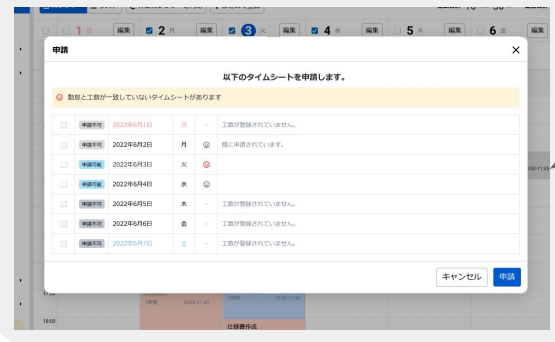 1 日 編集 2 月 編集 3 火 編集 4 水 編集 5 木 編集 6 金 編集
申請
以下のタイムシートを申請します。
勤怠と工数が一致していないタイムシートがあります
申請不可 2022年6月1日 日 - 工数が登録されていません。
申請不可 2022年6月2日 月 既に申請されています。
申請可能 2022年6月3日 火
申請可能 2022年6月4日 水
申請不可 2022年6月5日 木 - 工数が登録されていません。
申請不可 2022年6月6日 金 - 工数が登録されていません。
申請不可 2022年6月7日 土 - 工数が登録されていません。
キャンセル 申請
18:00
仕様書作成